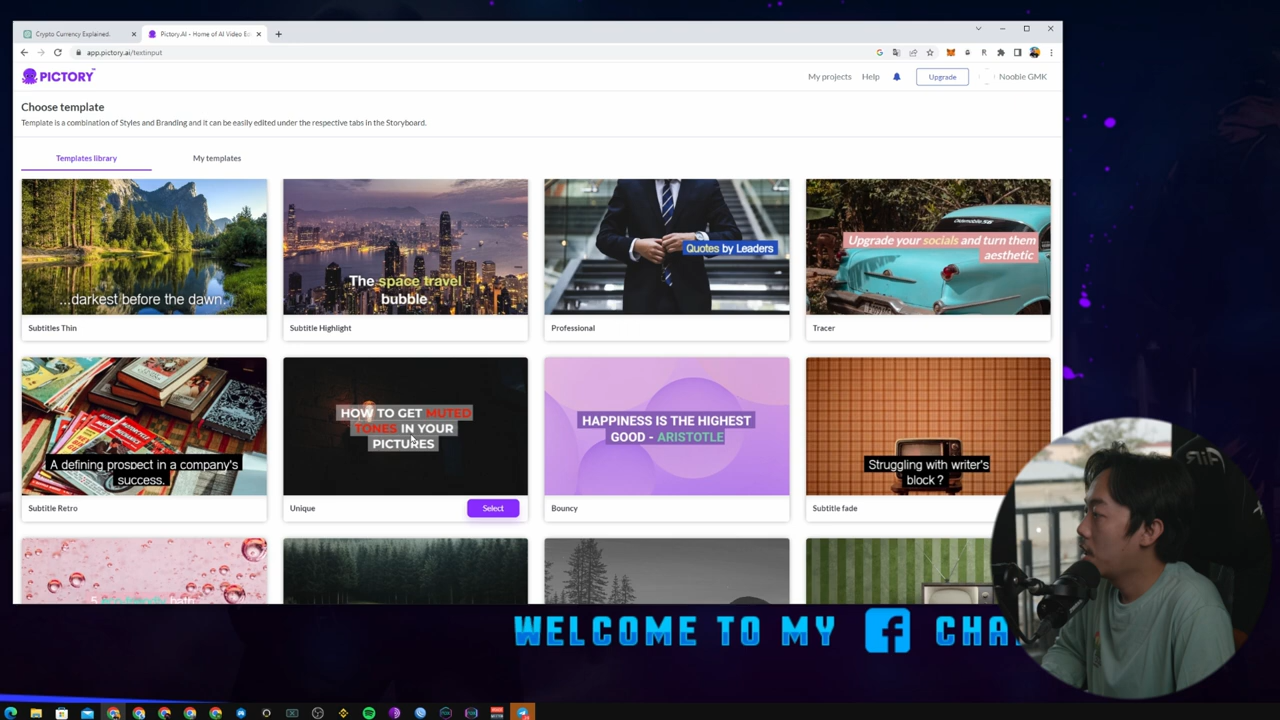 Crypto Currency Explained.
Pictory.AI - Home of AI Video Ed
app.pictory.ai/textinput
PICTORY
My projects
Help
Upgrade
Noobie GMK
Choose template
Template is a combination of Styles and Branding and it can be easily edited under the respective tabs in the Storyboard.
Templates library
My templates
...darkest before the dawn.
The space travel
bubble.
Quotes by Leaders
Upgrade your socials and turn them
aesthetic
Subtitles Thin
Subtitle Highlight
Professional
Tracer
A defining prospect in a company's
success.
HOW TO GET MUTED
TONES IN YOUR
PICTURES
HAPPINESS IS THE HIGHEST
GOOD - ARISTOTLE
Struggling with writer's
block ?
Subtitle Retro
Unique
Select
Bouncy
Subtitle fade
WELCOME TO MY
CHA